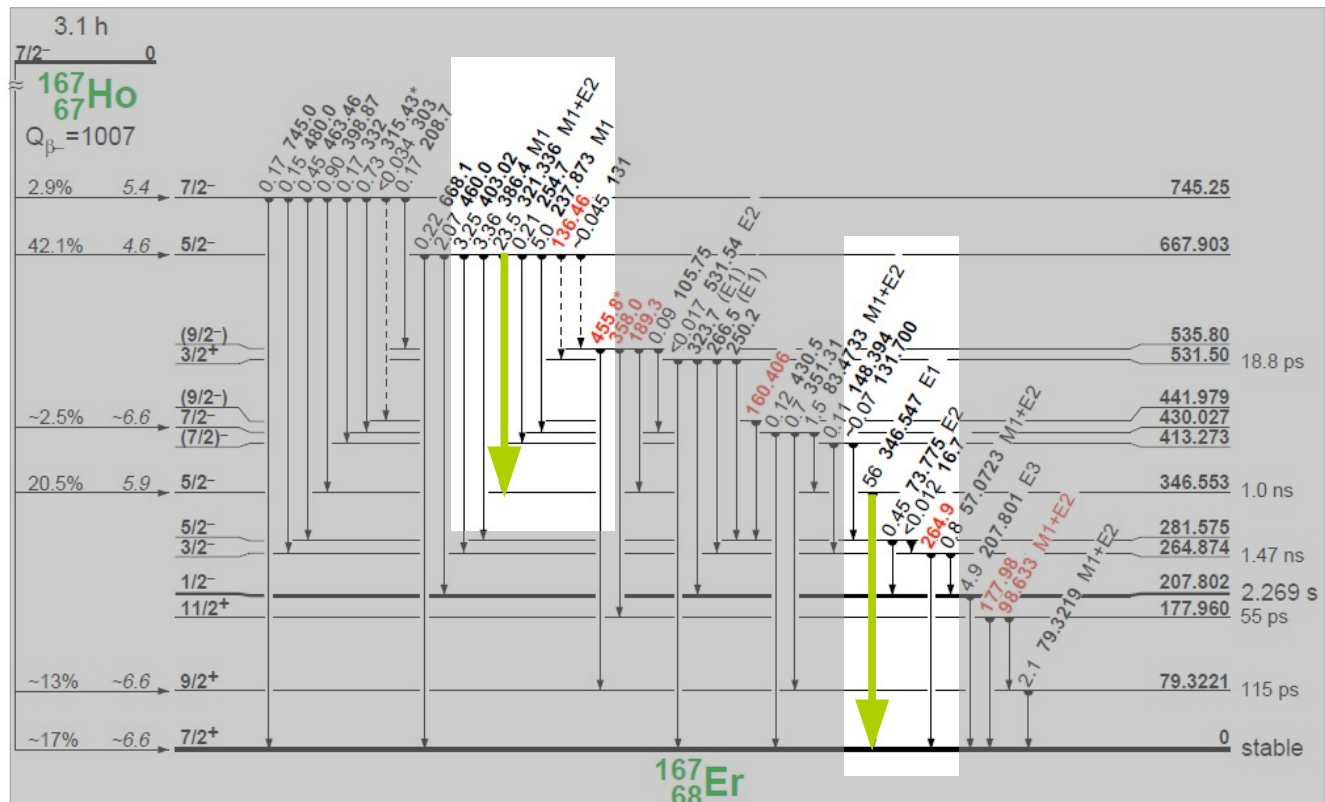 3.1 h
7/2⁻ 0
¹⁶⁷₆₇Ho
Q_β₋=1007
0.17 745.0
0.15 480.0
0.45 463.46
0.90 398.87
0.17 332
0.73 315.43*
<0.034 303
0.17 208.7
0.22 668.1
2.07 460.0
3.25 403.02
3.36 386.4 M1
23.5 321.336 M1+E2
0.21 254.7
5.0 237.873 M1
136.46
~0.045 131
2.9% 5.4 7/2⁻ 745.25
42.1% 4.6 5/2⁻ 667.903
455.8*
358.0
189.3
0.09 105.75
<0.017 531.54 E2
323.7 (E1)
266.5 (E1)
250.2
(9/2⁻) 535.80
3/2⁺ 531.50 18.8 ps
160.406
0.12 430.5
0.7 351.31
1.5 83.4733 M1+E2
0.11 148.394
~0.07 131.700
(9/2⁻) 441.979
~2.5% ~6.6 7/2⁻ 430.027
(7/2)⁻ 413.273
56 346.547 E1
0.45 73.775 E2
<0.012 16.7
264.9
0.8 57.0723 M1+E2
20.5% 5.9 5/2⁻ 346.553 1.0 ns
5/2⁻ 281.575
3/2⁻ 264.874 1.47 ns
4.9 207.801 E3
177.98
98.633 M1+E2
2.1 79.3219 M1+E2
1/2⁻ 207.802 2.269 s
11/2⁺ 177.960 55 ps
~13% ~6.6 9/2⁺ 79.3221 115 ps
~17% ~6.6 7/2⁺ 0 stable
¹⁶⁷₆₈Er